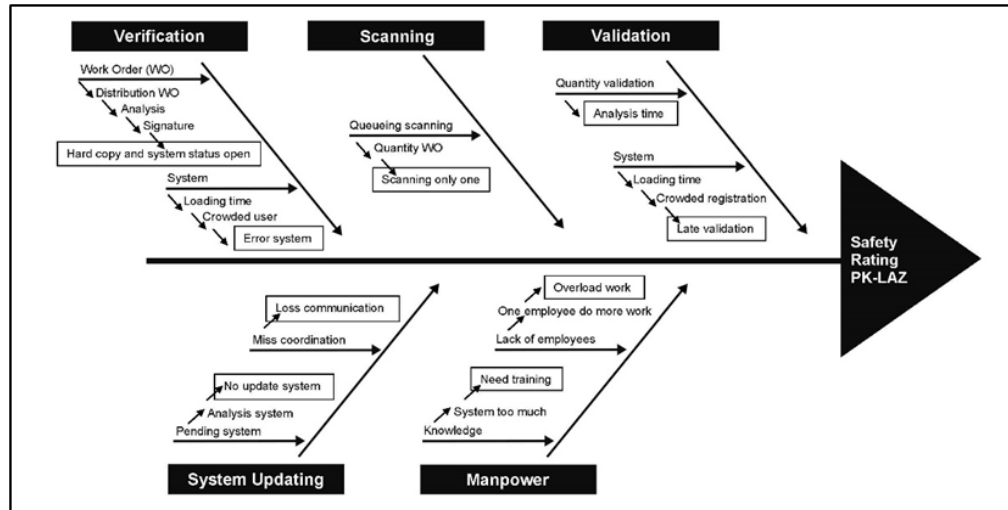 Verification
Scanning
Validation
Work Order (WO)
Distribution WO
Analysis
Signature
Hard copy and system status open
System
Loading time
Crowded user
Error system
Queueing scanning
Quantity WO
Scanning only one
Quantity validation
Analysis time
System
Loading time
Crowded registration
Late validation
Safety
Rating
PK-LAZ
Loss communication
Miss coordination
No update system
Analysis system
Pending system
Overload work
One employee do more work
Lack of employees
Need training
System too much
Knowledge
System Updating
Manpower